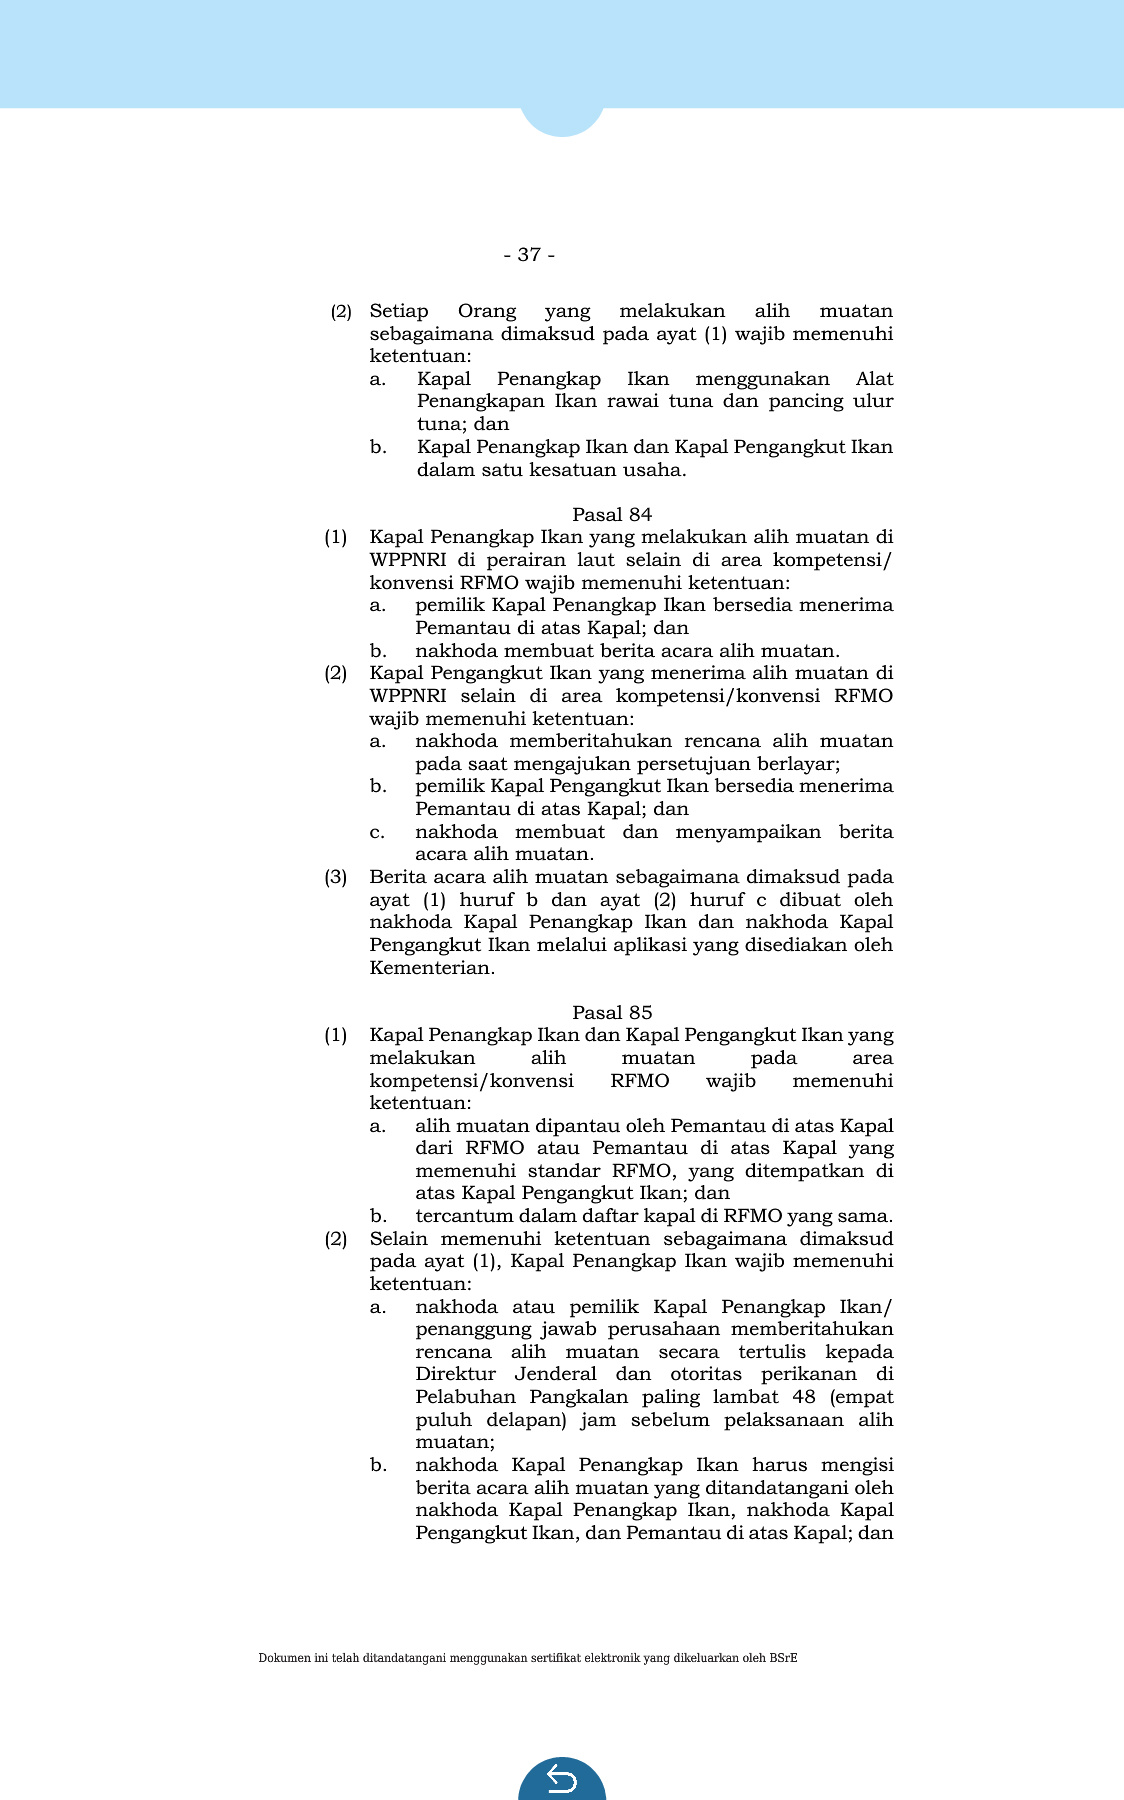 - 37 -
(2) Setiap Orang yang melakukan alih muatan
sebagaimana dimaksud pada ayat (1) wajib memenuhi
ketentuan:
a. Kapal Penangkap Ikan menggunakan Alat
Penangkapan Ikan rawai tuna dan pancing ulur
tuna; dan
b. Kapal Penangkap Ikan dan Kapal Pengangkut Ikan
dalam satu kesatuan usaha.
Pasal 84
(1) Kapal Penangkap Ikan yang melakukan alih muatan di
WPPNRI di perairan laut selain di area kompetensi/
konvensi RFMO wajib memenuhi ketentuan:
a. pemilik Kapal Penangkap Ikan bersedia menerima
Pemantau di atas Kapal; dan
b. nakhoda membuat berita acara alih muatan.
(2) Kapal Pengangkut Ikan yang menerima alih muatan di
WPPNRI selain di area kompetensi/konvensi RFMO
wajib memenuhi ketentuan:
a. nakhoda memberitahukan rencana alih muatan
pada saat mengajukan persetujuan berlayar;
b. pemilik Kapal Pengangkut Ikan bersedia menerima
Pemantau di atas Kapal; dan
c. nakhoda membuat dan menyampaikan berita
acara alih muatan.
(3) Berita acara alih muatan sebagaimana dimaksud pada
ayat (1) huruf b dan ayat (2) huruf c dibuat oleh
nakhoda Kapal Penangkap Ikan dan nakhoda Kapal
Pengangkut Ikan melalui aplikasi yang disediakan oleh
Kementerian.
Pasal 85
(1) Kapal Penangkap Ikan dan Kapal Pengangkut Ikan yang
melakukan alih muatan pada area
kompetensi/konvensi RFMO wajib memenuhi
ketentuan:
a. alih muatan dipantau oleh Pemantau di atas Kapal
dari RFMO atau Pemantau di atas Kapal yang
memenuhi standar RFMO, yang ditempatkan di
atas Kapal Pengangkut Ikan; dan
b. tercantum dalam daftar kapal di RFMO yang sama.
(2) Selain memenuhi ketentuan sebagaimana dimaksud
pada ayat (1), Kapal Penangkap Ikan wajib memenuhi
ketentuan:
a. nakhoda atau pemilik Kapal Penangkap Ikan/
penanggung jawab perusahaan memberitahukan
rencana alih muatan secara tertulis kepada
Direktur Jenderal dan otoritas perikanan di
Pelabuhan Pangkalan paling lambat 48 (empat
puluh delapan) jam sebelum pelaksanaan alih
muatan;
b. nakhoda Kapal Penangkap Ikan harus mengisi
berita acara alih muatan yang ditandatangani oleh
nakhoda Kapal Penangkap Ikan, nakhoda Kapal
Pengangkut Ikan, dan Pemantau di atas Kapal; dan
Dokumen ini telah ditandatangani menggunakan sertifikat elektronik yang dikeluarkan oleh BSrE